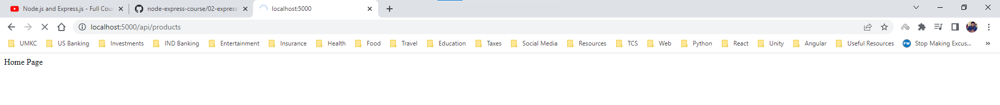 Node.js and Express.js - Full Cour
node-express-course/02-express
localhost:5000
localhost:5000/api/products
UMKC US Banking Investments IND Banking Entertainment Insurance Health Food Travel Education Taxes Social Media Resources TCS Web Python React Unity Angular Useful Resources FW Stop Making Excus... »
Home Page